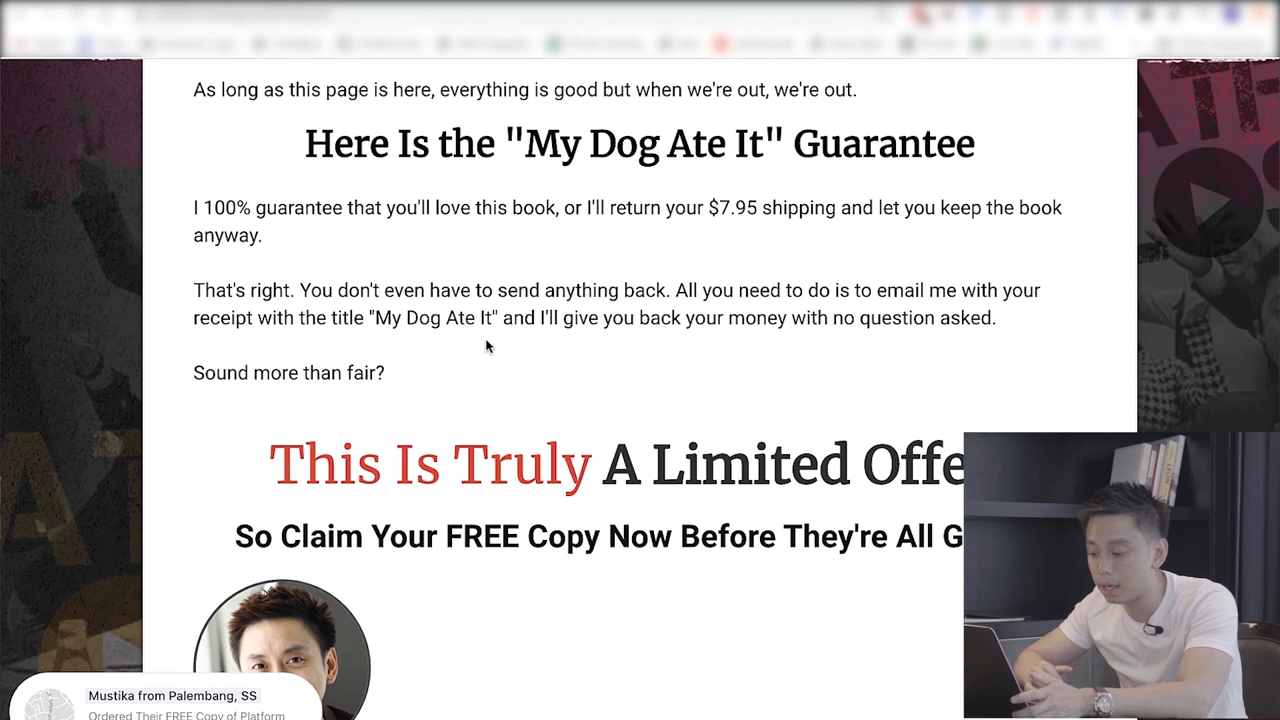 As long as this page is here, everything is good but when we're out, we're out.
Here Is the "My Dog Ate It" Guarantee
I 100% guarantee that you'll love this book, or I'll return your $7.95 shipping and let you keep the book
anyway.
That's right. You don't even have to send anything back. All you need to do is to email me with your
receipt with the title "My Dog Ate It" and I'll give you back your money with no question asked.
Sound more than fair?
This Is Truly A Limited Offe
So Claim Your FREE Copy Now Before They're All G
Mustika from Palembang, SS
Ordered Their FREE Copy of Platform